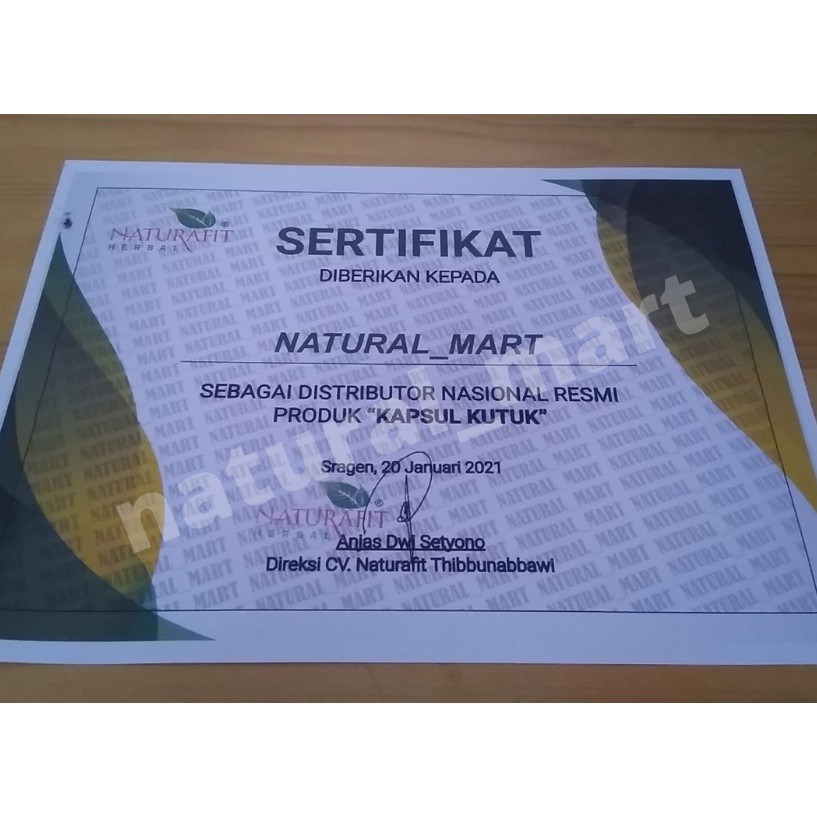 NATURAFIT ®
HERBAL
SERTIFIKAT
DIBERIKAN KEPADA
NATURAL_MART
SEBAGAI DISTRIBUTOR NASIONAL RESMI
PRODUK “KAPSUL KUTUK”
Sragen, 20 Januari 2021
NATURAFIT ®
HERBAL
Anjas Dwi Setyono
Direksi CV. Naturafit Thibbunabbawi
natural_mart